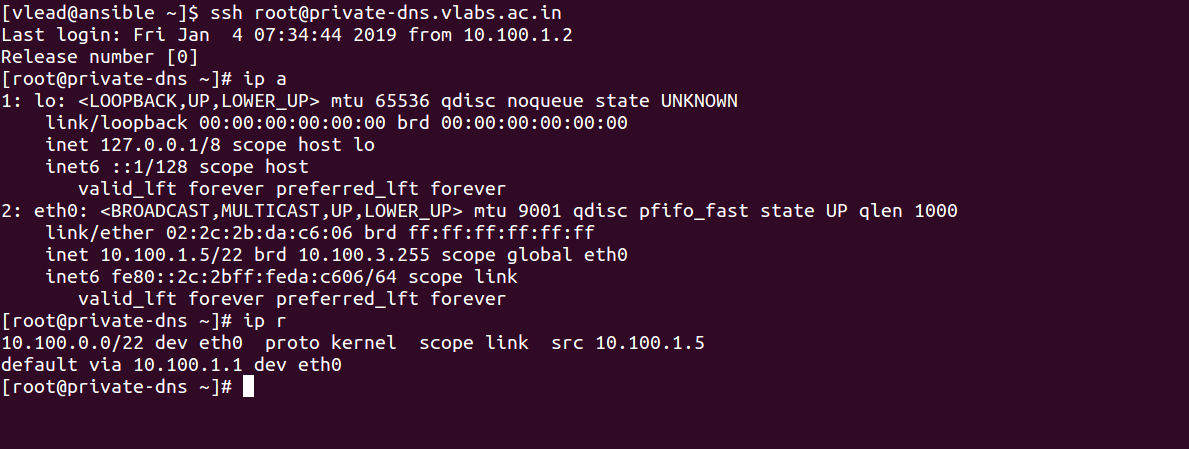 [vlead@ansible ~]$ ssh root@private-dns.vlabs.ac.in
Last login: Fri Jan  4 07:34:44 2019 from 10.100.1.2
Release number [0]
[root@private-dns ~]# ip a
1: lo: <LOOPBACK,UP,LOWER_UP> mtu 65536 qdisc noqueue state UNKNOWN
    link/loopback 00:00:00:00:00:00 brd 00:00:00:00:00:00
    inet 127.0.0.1/8 scope host lo
    inet6 ::1/128 scope host
       valid_lft forever preferred_lft forever
2: eth0: <BROADCAST,MULTICAST,UP,LOWER_UP> mtu 9001 qdisc pfifo_fast state UP qlen 1000
    link/ether 02:2c:2b:da:c6:06 brd ff:ff:ff:ff:ff:ff
    inet 10.100.1.5/22 brd 10.100.3.255 scope global eth0
    inet6 fe80::2c:2bff:feda:c606/64 scope link
       valid_lft forever preferred_lft forever
[root@private-dns ~]# ip r
10.100.0.0/22 dev eth0  proto kernel  scope link  src 10.100.1.5
default via 10.100.1.1 dev eth0
[root@private-dns ~]#